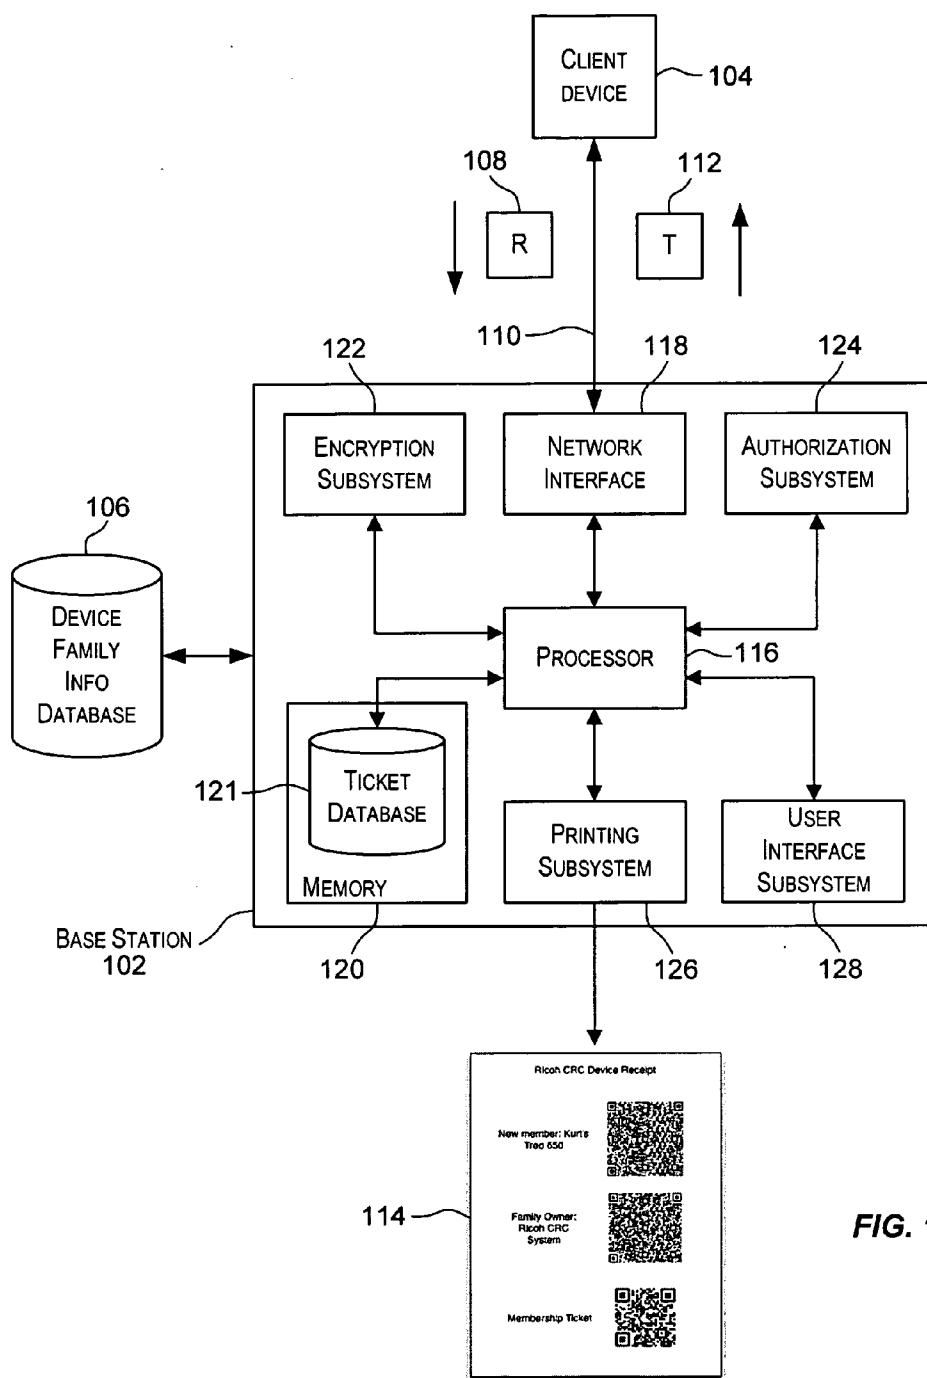 CLIENT
DEVICE
104
108
112
R
T
110
122
118
124
ENCRYPTION
SUBSYSTEM
NETWORK
INTERFACE
AUTHORIZATION
SUBSYSTEM
106
DEVICE
FAMILY
INFO
DATABASE
PROCESSOR
116
121
TICKET
DATABASE
MEMORY
PRINTING
SUBSYSTEM
USER
INTERFACE
SUBSYSTEM
BASE STATION
102
120
126
128
Ricoh CRC Device Receipt
New member: Kurt's
Treo 650
114
Family Owner:
Ricoh CRC
System
FIG.
Membership Ticket